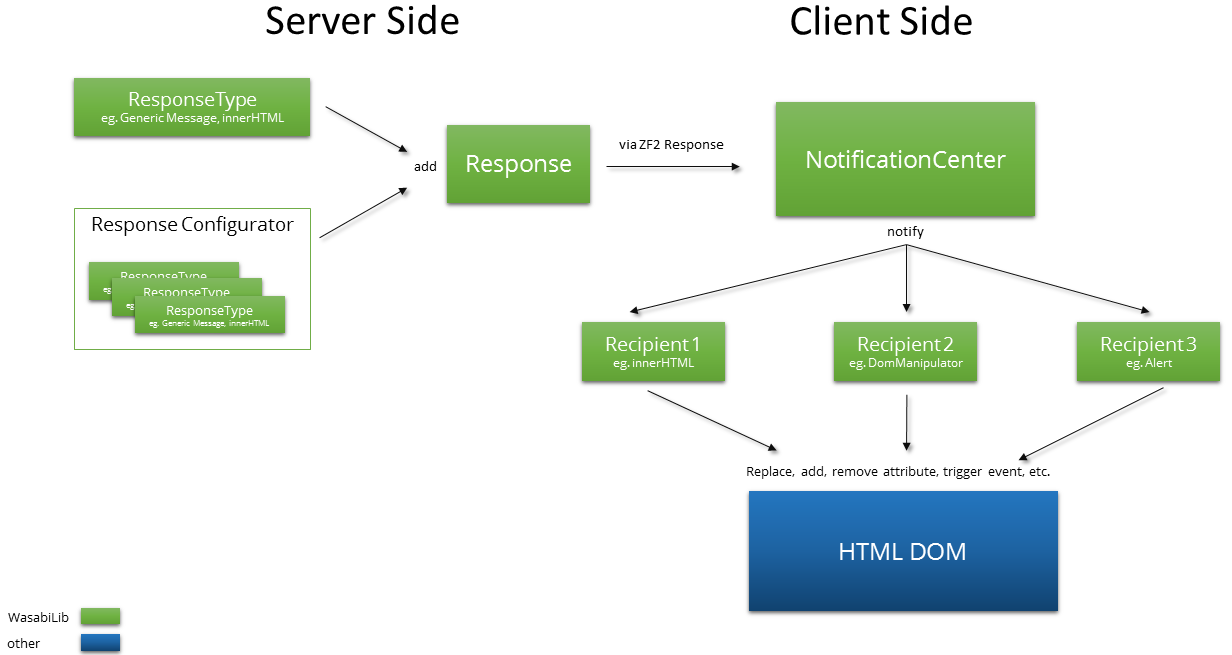 Server Side
Client Side
ResponseType
eg. Generic Message, innerHTML
add
Response
via ZF2 Response
NotificationCenter
Response Configurator
ResponseType
eg.
ResponseType
eg.
ResponseType
eg. Generic Message, innerHTML
notify
Recipient 1
eg. innerHTML
Recipient 2
eg. DomManipulator
Recipient 3
eg. Alert
Replace, add, remove attribute, trigger event, etc.
HTML DOM
WasabiLib
other